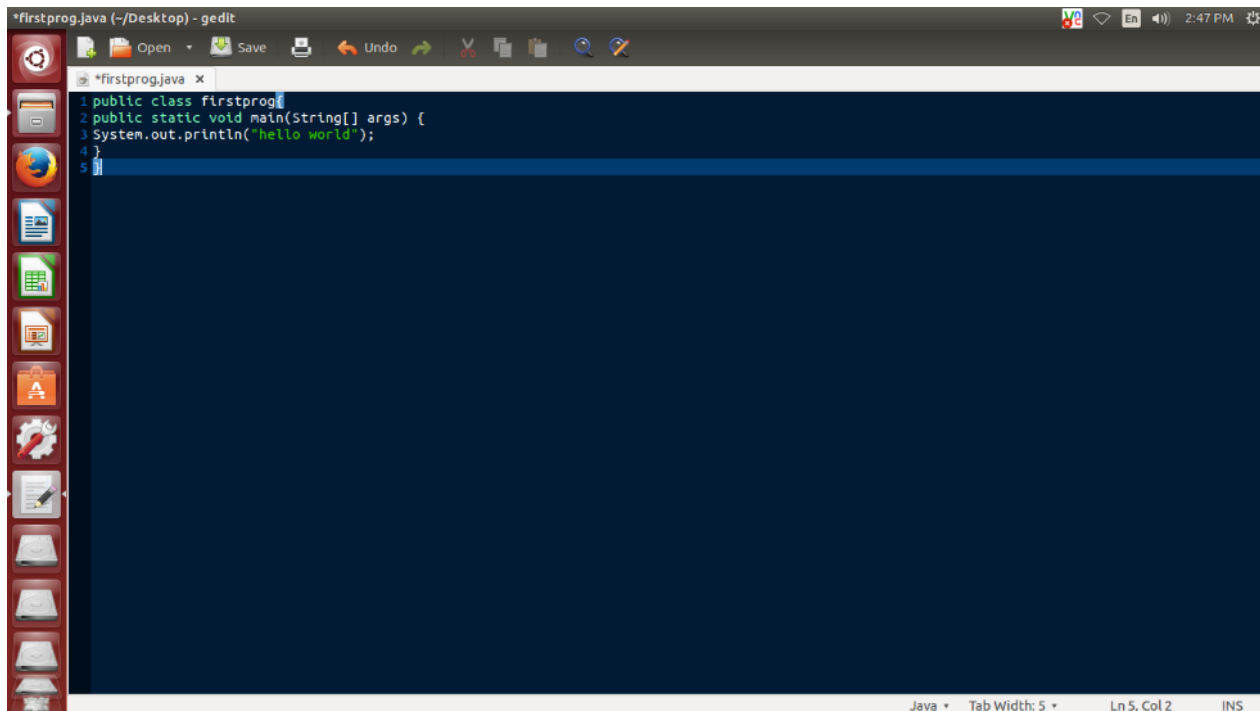 *firstprog.java (~/Desktop) - gedit
En 2:47 PM
Open Save Undo
*firstprog.java x
1 public class firstprog{
2 public static void main(String[] args) {
3 System.out.println("hello world");
4 }
5 }
Java Tab Width: 5 Ln 5, Col 2 INS